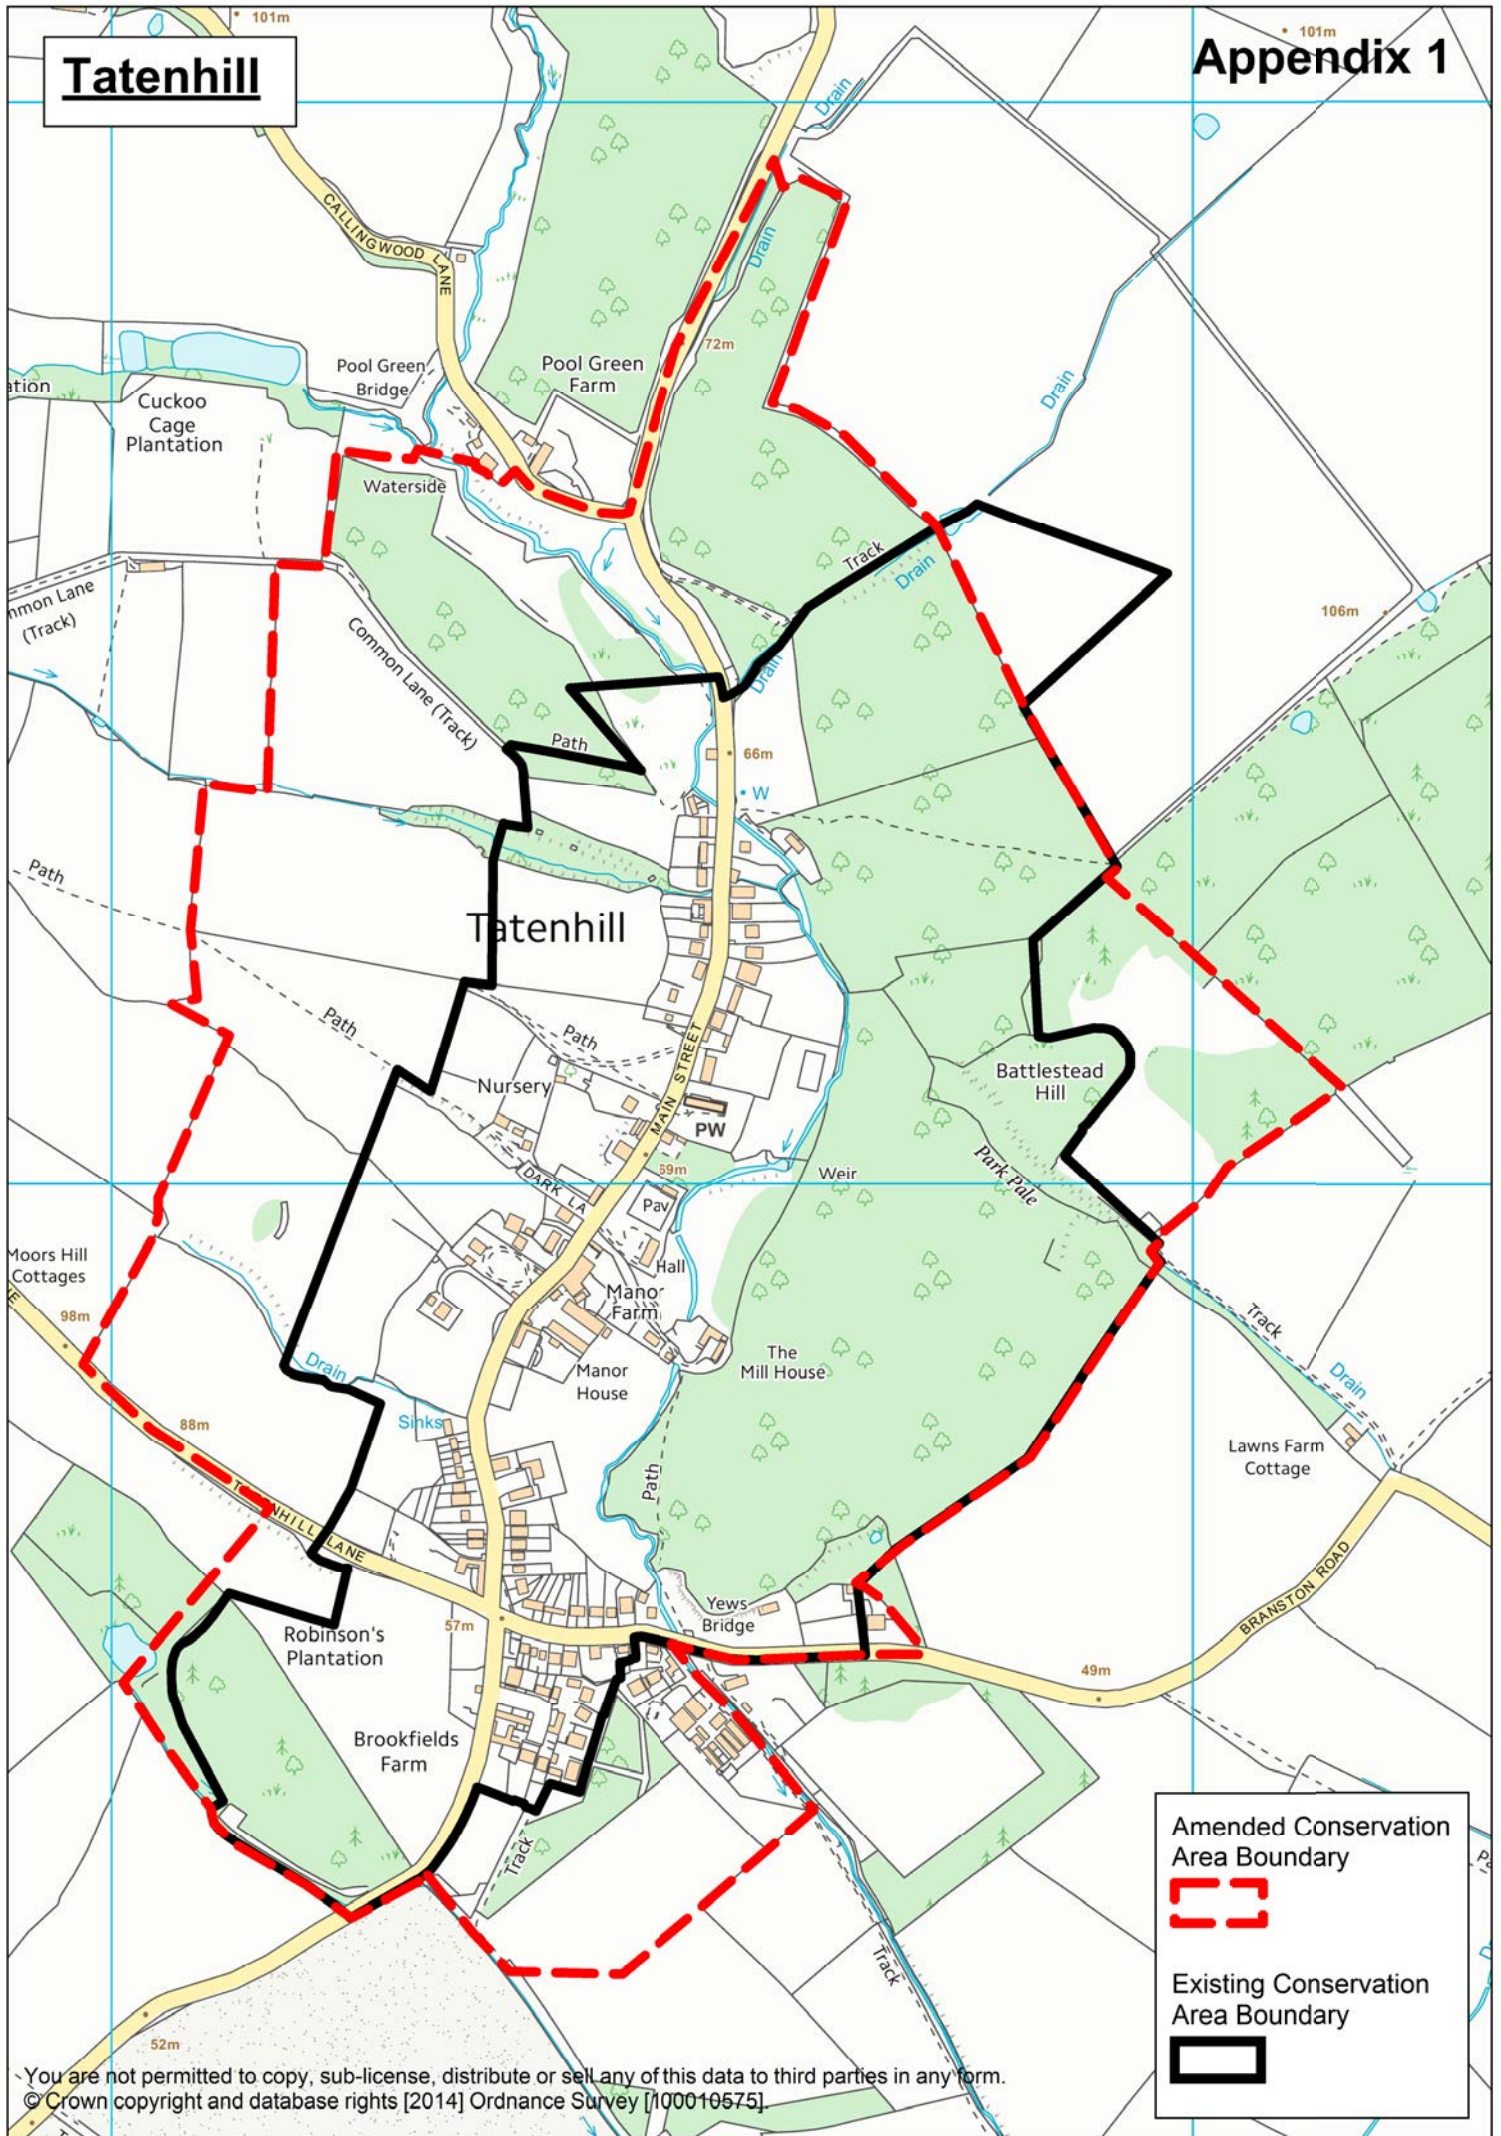 101m
101m
Tatenhill
Appendix 1
Drain
CALLINGWOOD LANE
Drain
72m
Pool Green
Bridge
Pool Green
Farm
ation
Cuckoo
Cage
Plantation
Drain
Waterside
Track
Drain
mmon Lane
(Track)
106m
Common Lane (Track)
Drain
Path
66m
W
Path
Tatenhill
Path
Path
MAIN STREET
Nursery
Battlestead
Hill
PW
69m
DARK LA
Weir
Park Pale
Pav
Moors Hill
Cottages
Hall
Manor
Farm
98m
Track
Drain
The
Mill House
Manor
House
Drain
88m
Sinks
Lawns Farm
Cottage
Path
TATENHILL LANE
BRANSTON ROAD
Yews
Bridge
57m
Robinson's
Plantation
49m
Brookfields
Farm
Track
Track
Amended Conservation
Area Boundary
Existing Conservation
Area Boundary
52m
You are not permitted to copy, sub-license, distribute or sell any of this data to third parties in any form.
© Crown copyright and database rights [2014] Ordnance Survey [100010575].